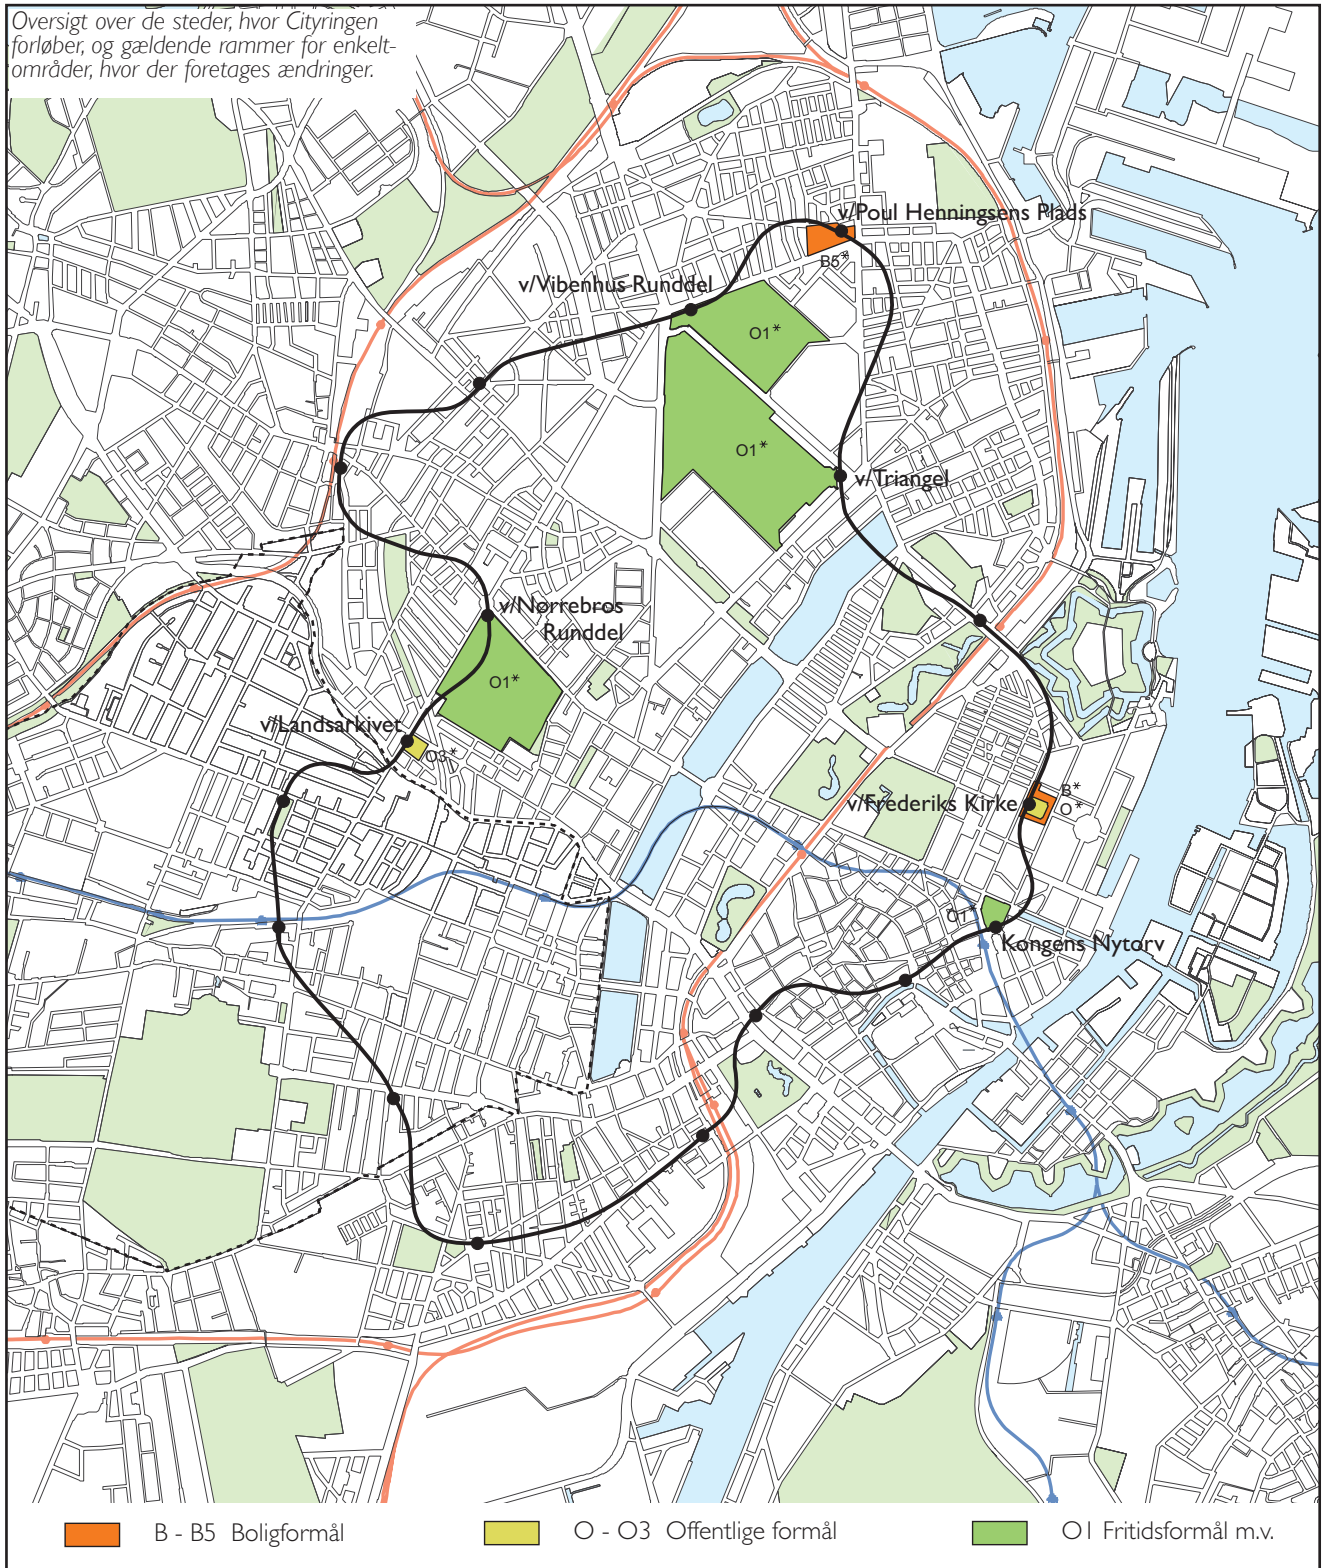 Oversigt over de steder, hvor Cityringen
forløber, og gældende rammer for enkelt-
områder, hvor der foretages ændringer.
v/Poul Henningsens Plads
B5*
v/Vibenhus Runddel
O1*
O1*
v/Triangel
v/Nørrebros
Runddel
O1*
v/Landsarkivet
O3*
v/Frederiks Kirke
B*
O*
O1*
Kongens Nytorv
B - B5 Boligformål
O - O3 Offentlige formål
O1 Fritidsformål m.v.